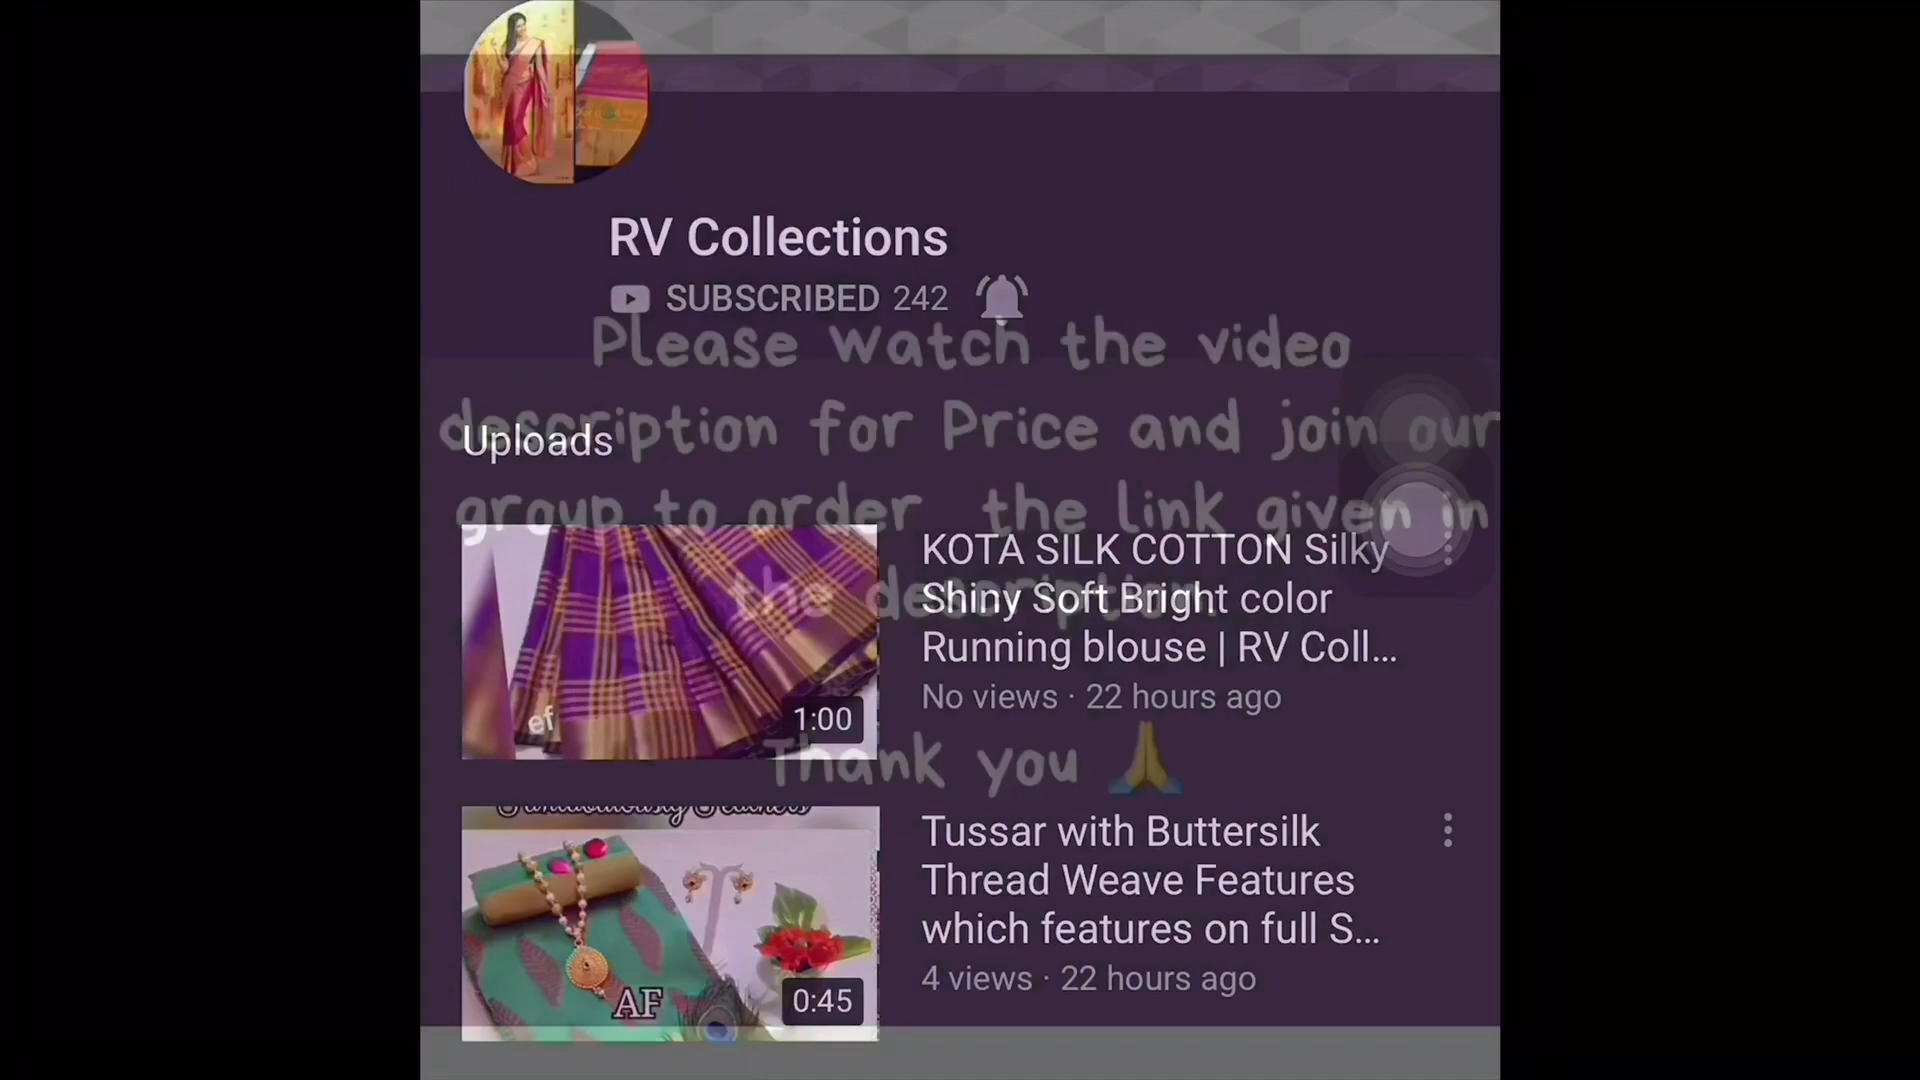 RV Collections
SUBSCRIBED 242
Please watch the video
description for Price and join our
Uploads
group to order the link given in
KOTA SILK COTTON Silky
the description.
Shiny Soft Bright color
Running blouse | RV Coll...
No views · 22 hours ago
ef
1:00
Thank you 🙏
Tussar with Buttersilk
Thread Weave Features
which features on full S...
4 views · 22 hours ago
AF
0:45